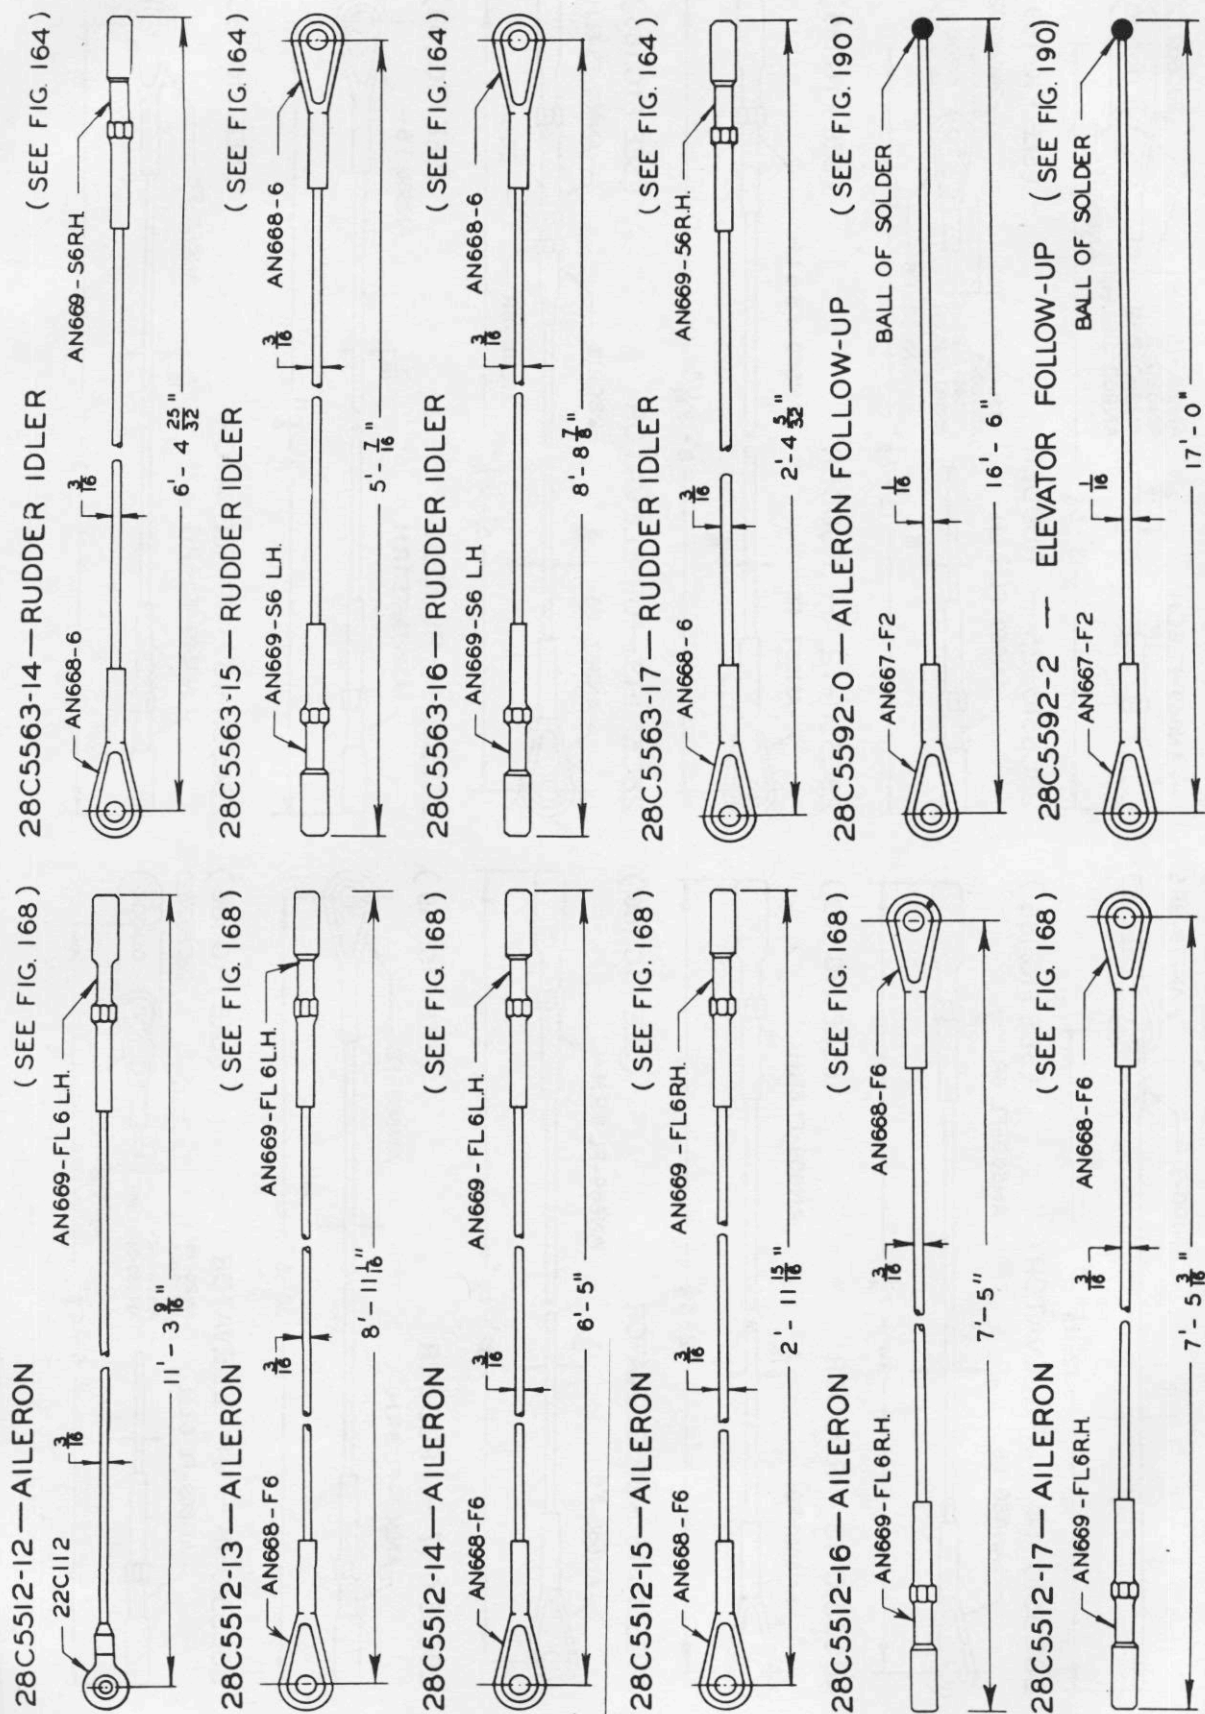 28C5512-12—AILERON (SEE FIG. 168)
22C112
3/16
AN669-FL6 L.H.
11'-3 9/16"
28C5512-13—AILERON (SEE FIG. 168)
AN668-F6
3/16
AN669-FL6L.H.
8'-11 1/16"
28C5512-14—AILERON (SEE FIG. 168)
AN668-F6
3/16
AN669-FL6L.H.
6'-5"
28C5512-15—AILERON (SEE FIG. 168)
AN668-F6
3/16
AN669-FL6RH.
2'-11 15/16"
28C5512-16—AILERON (SEE FIG. 168)
AN669-FL6R.H.
3/16
AN668-F6
7'-5"
28C5512-17—AILERON (SEE FIG. 168)
AN669-FL6R.H.
3/16
AN668-F6
7'-5 3/16"
28C5563-14—RUDDER IDLER (SEE FIG. 164)
AN668-6
3/16
AN669-S6R.H.
6'-4 25/32"
28C5563-15—RUDDER IDLER (SEE FIG. 164)
AN669-S6 L.H.
3/16
AN668-6
5'-7/16"
28C5563-16—RUDDER IDLER (SEE FIG. 164)
AN669-S6 L.H.
3/16
AN668-6
8'-8 7/8"
28C5563-17—RUDDER IDLER (SEE FIG. 164)
AN668-6
3/16
AN669-56R.H.
2'-4 5/32"
28C5592-0—AILERON FOLLOW-UP (SEE FIG. 190)
AN667-F2
1/16
BALL OF SOLDER
16'-6"
28C5592-2 — ELEVATOR FOLLOW-UP (SEE FIG. 190)
AN667-F2
1/16
BALL OF SOLDER
17'-0"